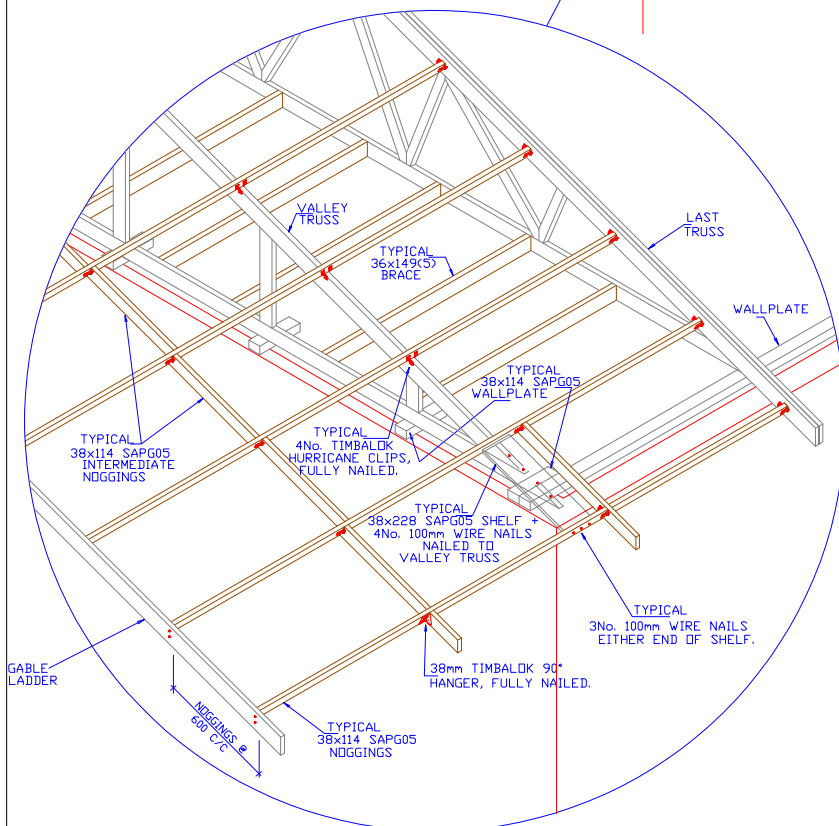 VALLEY
TRUSS
LAST
TRUSS
TYPICAL
36x149(5)
BRACE
WALLPLATE
TYPICAL
38x114 SAPG05
WALLPLATE
TYPICAL
38x114 SAPG05
INTERMEDIATE
NOGGINGS
TYPICAL
4No. TIMBALOK
HURRICANE CLIPS,
FULLY NAILED.
TYPICAL
38x228 SAPG05 SHELF +
4No. 100mm WIRE NAILS
NAILED TO
VALLEY TRUSS
TYPICAL
3No. 100mm WIRE NAILS
EITHER END OF SHELF.
GABLE
LADDER
38mm TIMBALOK 90°
HANGER, FULLY NAILED.
NOGGINGS @
600 C/C
TYPICAL
38x114 SAPG05
NOGGINGS